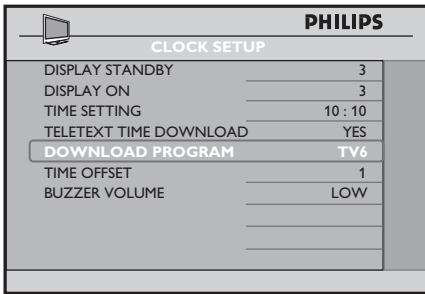 PHILIPS
CLOCK SETUP
DISPLAY STANDBY 3
DISPLAY ON 3
TIME SETTING 10 : 10
TELETEXT TIME DOWNLOAD YES
DOWNLOAD PROGRAM TV6
TIME OFFSET 1
BUZZER VOLUME LOW